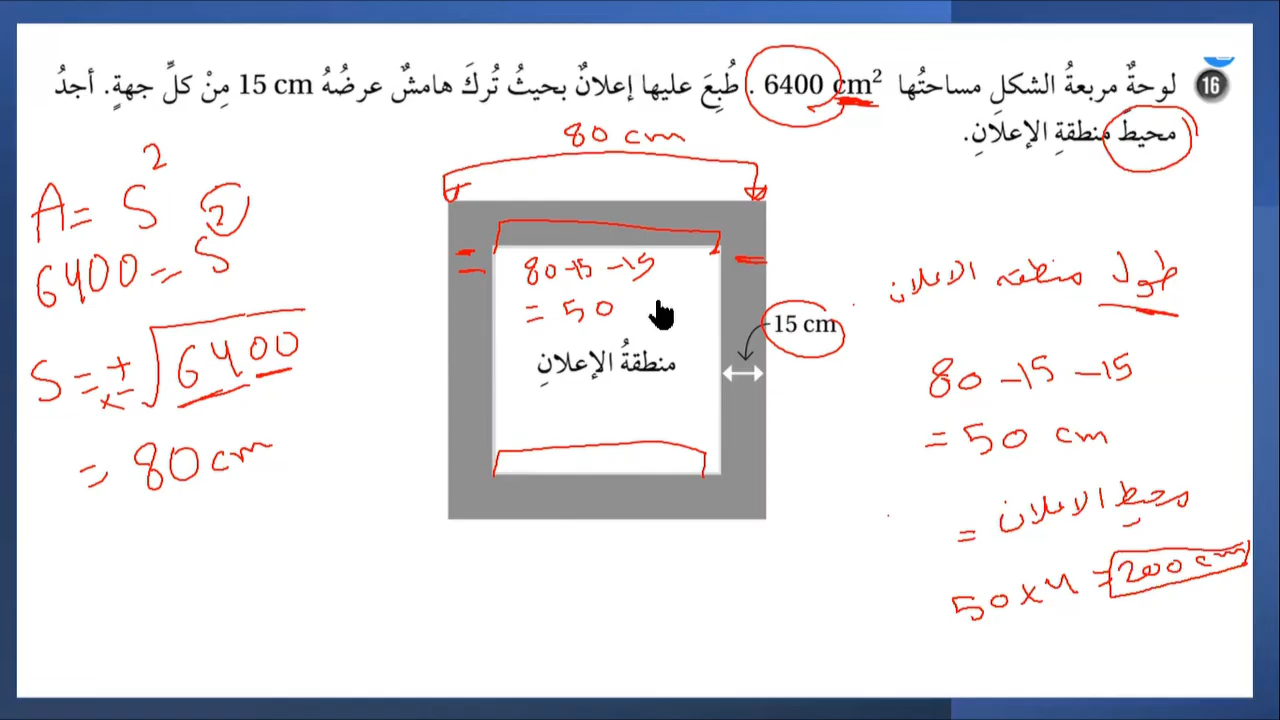 16 لوحةٌ مربعةُ الشكلِ مساحتُها 6400 cm². طُبِعَ عليها إعلانٌ بحيثُ تُركَ هامشٌ عرضُهُ 15 cm مِنْ كلِّ جهةٍ. أجدُ
محيطَ منطقةِ الإعلانِ.
80 cm
A = S²
6400 = S²
S = ± √6400
= 80 cm
80 - 15 - 15
= 50
منطقةُ الإعلانِ
15 cm
طول منطقة الاعلان
80 - 15 - 15
= 50 cm
محيط الاعلان =
50 x 4 = 200 cm